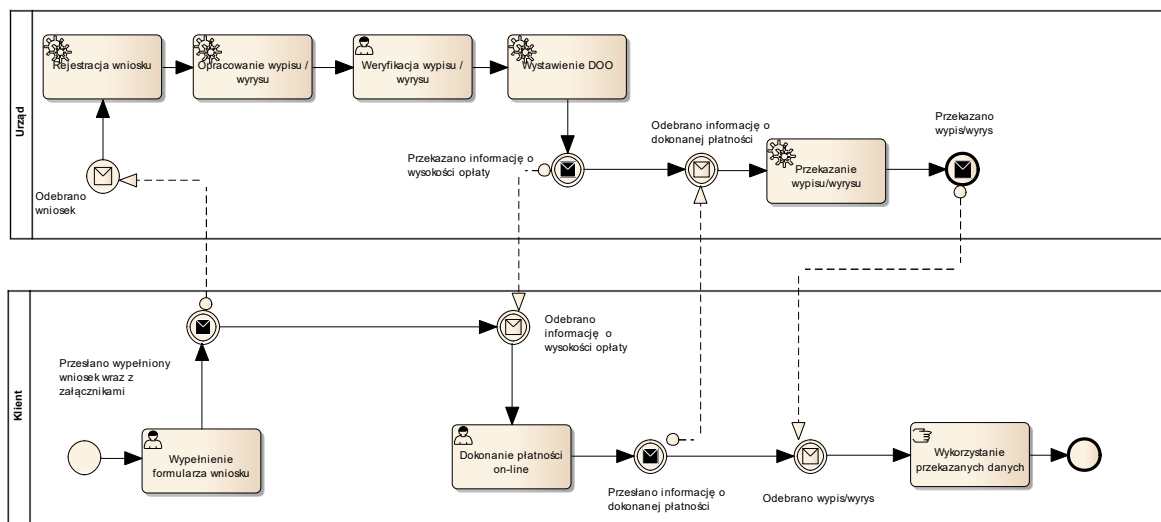 Urząd
Rejestracja wniosku
Opracowanie wypisu /
wyrysu
Weryfikacja wypisu /
wyrysu
Wystawienie DOO
Odebrano
wniosek
Przekazano informację o
wysokości opłaty
Odebrano informację o
dokonanej płatności
Przekazanie
wypisu/wyrysu
Przekazano
wypis/wyrys
Klient
Przesłano wypełniony
wniosek wraz z
załącznikami
Wypełnienie
formularza wniosku
Odebrano
informację o
wysokości opłaty
Dokonanie płatności
on-line
Przesłano informację o
dokonanej płatności
Odebrano wypis/wyrys
Wykorzystanie
przekazanych danych